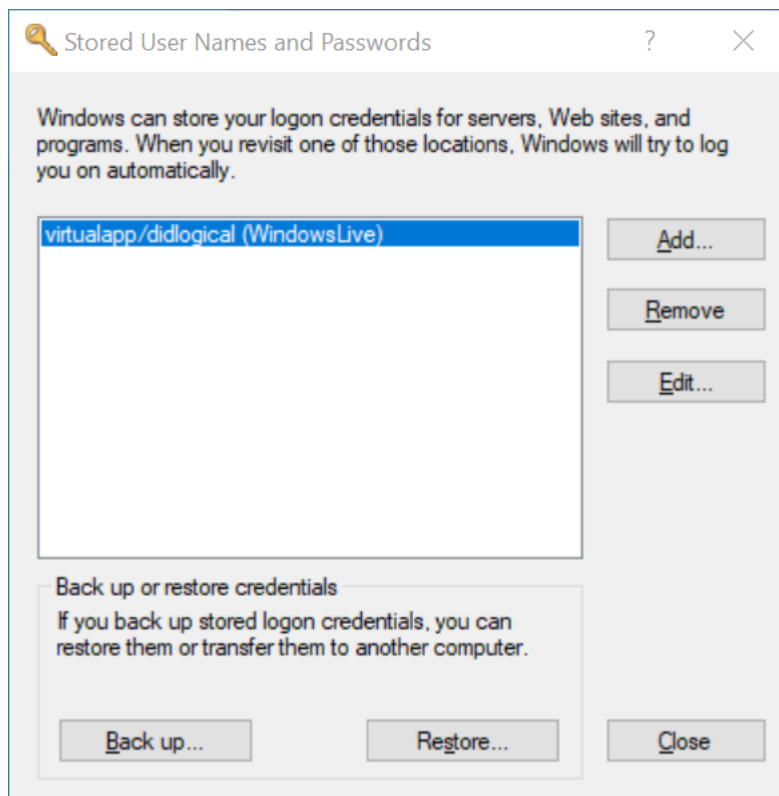 Stored User Names and Passwords
?
Windows can store your logon credentials for servers, Web sites, and
programs. When you revisit one of those locations, Windows will try to log
you on automatically.
virtualapp/didlogical (WindowsLive)
Add...
Remove
Edit...
Back up or restore credentials
If you back up stored logon credentials, you can
restore them or transfer them to another computer.
Back up...
Restore...
Close